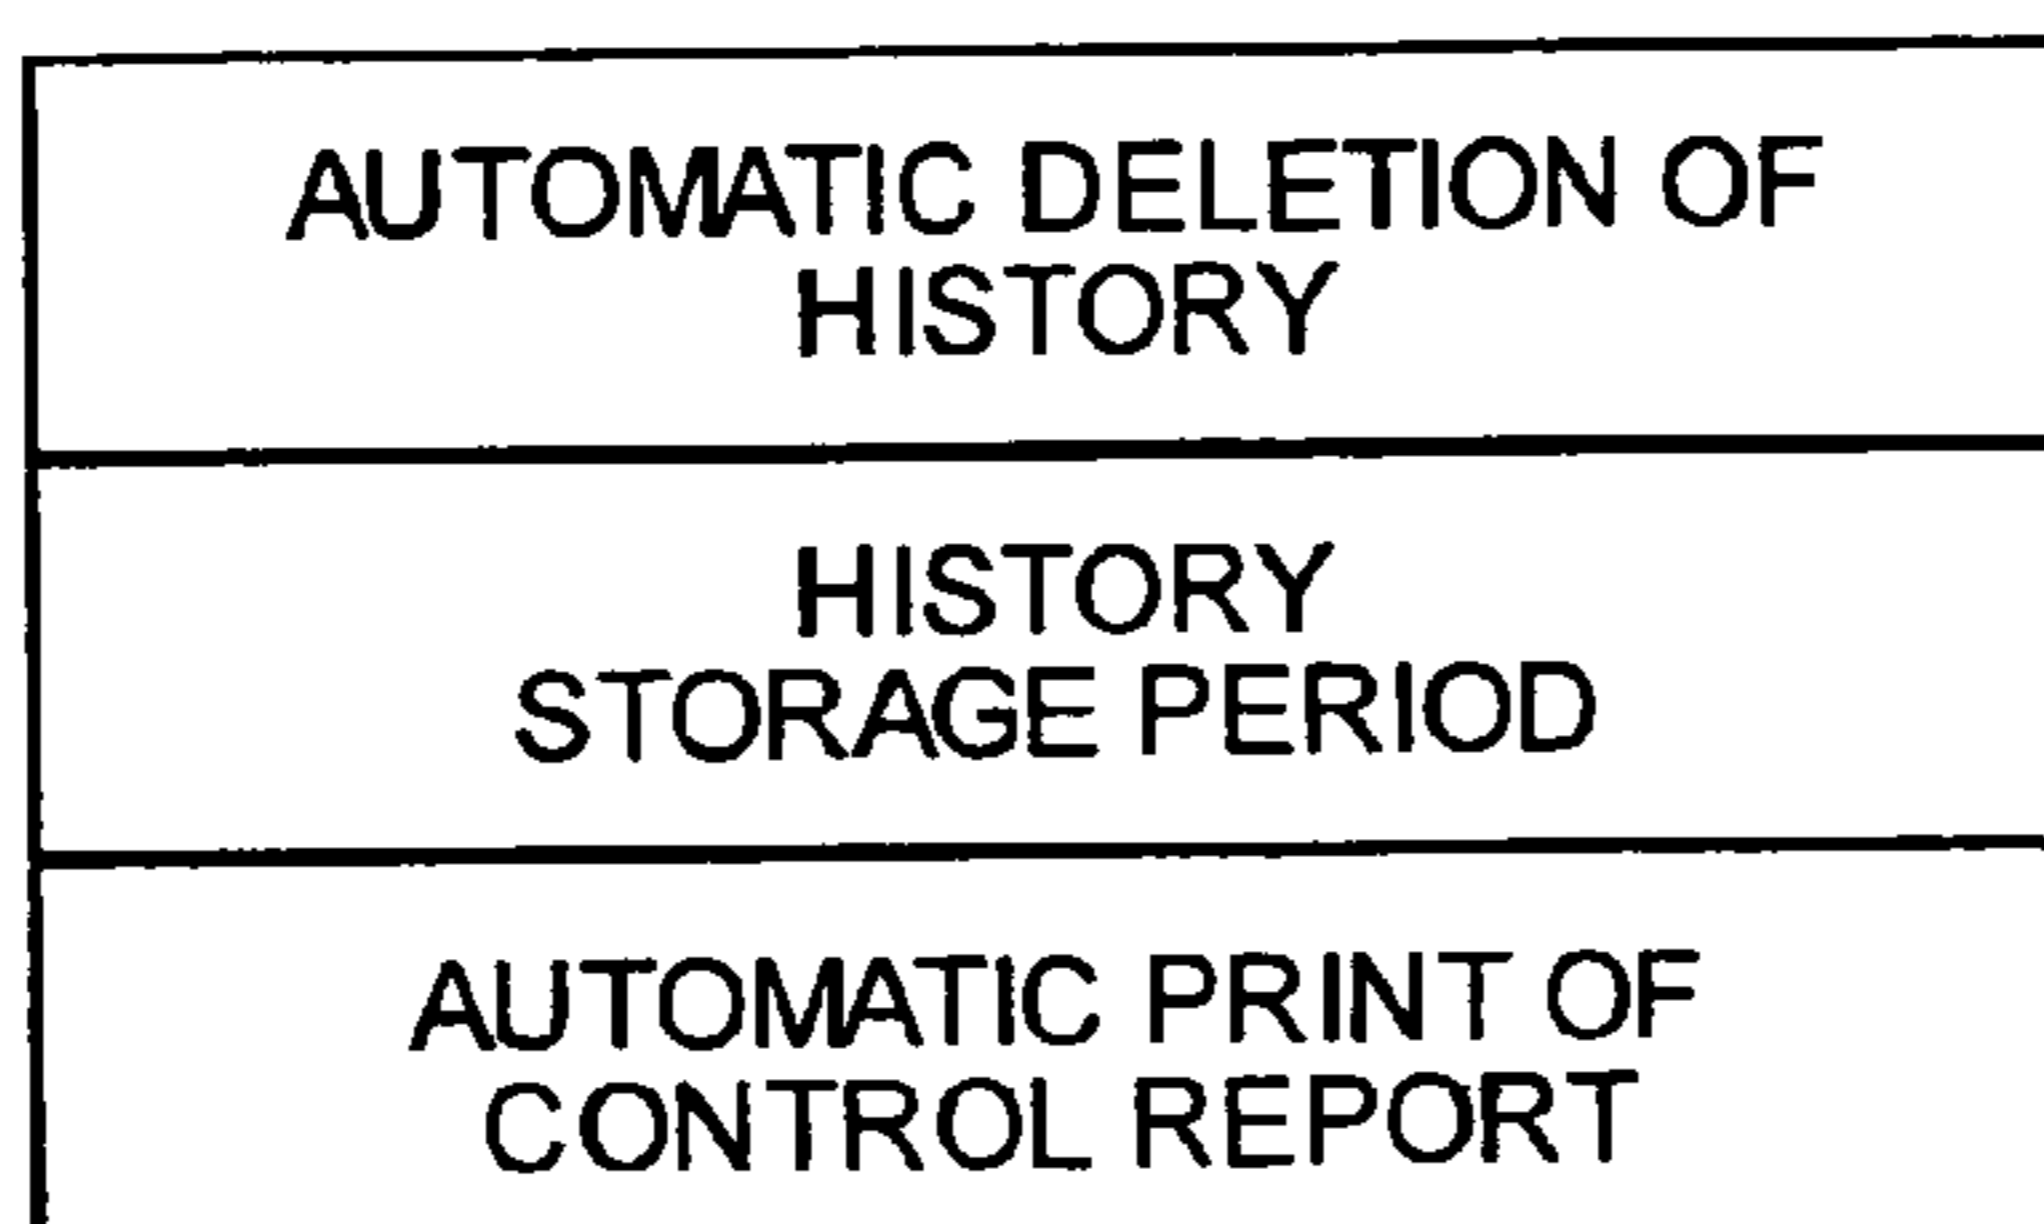 AUTOMATIC DELETION OF
HISTORY
HISTORY
STORAGE PERIOD
AUTOMATIC PRINT OF
CONTROL REPORT